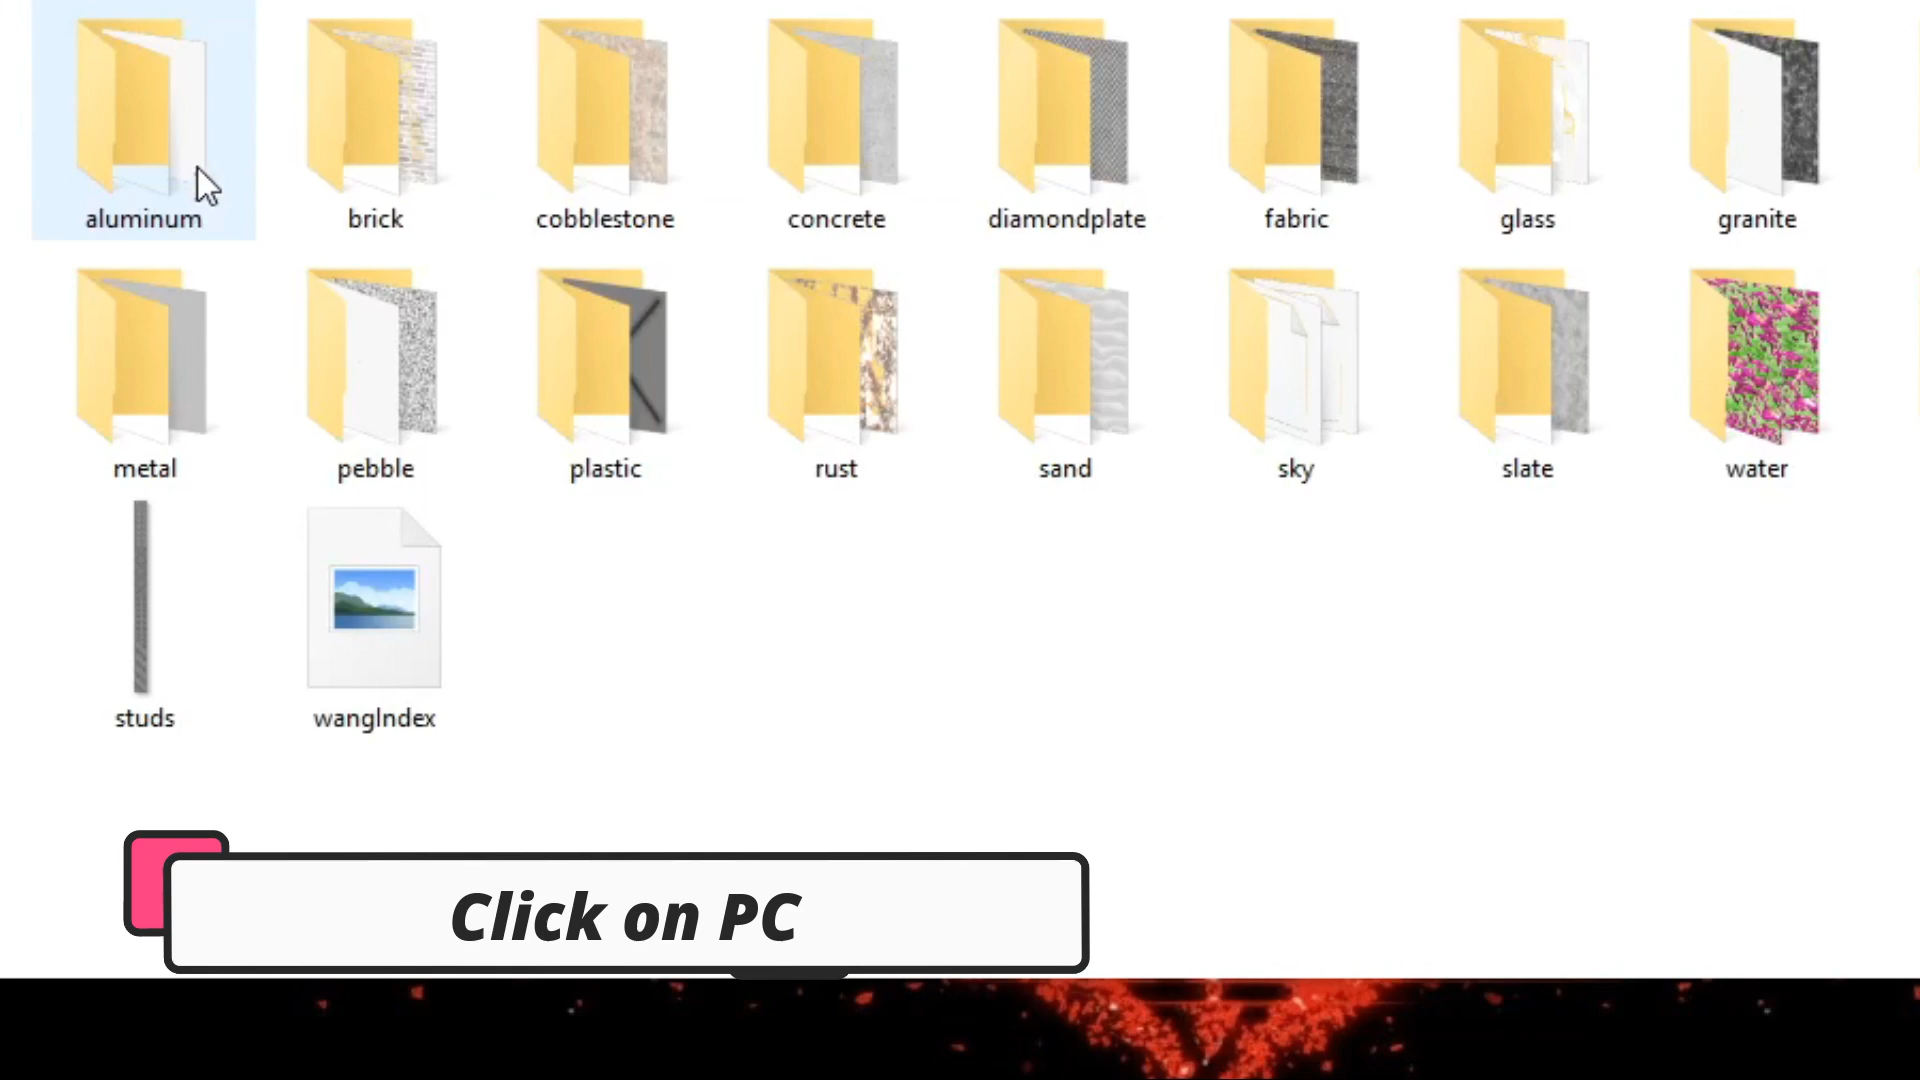 aluminum brick cobblestone concrete diamondplate fabric glass granite
metal pebble plastic rust sand sky slate water
studs wangIndex
Click on PC